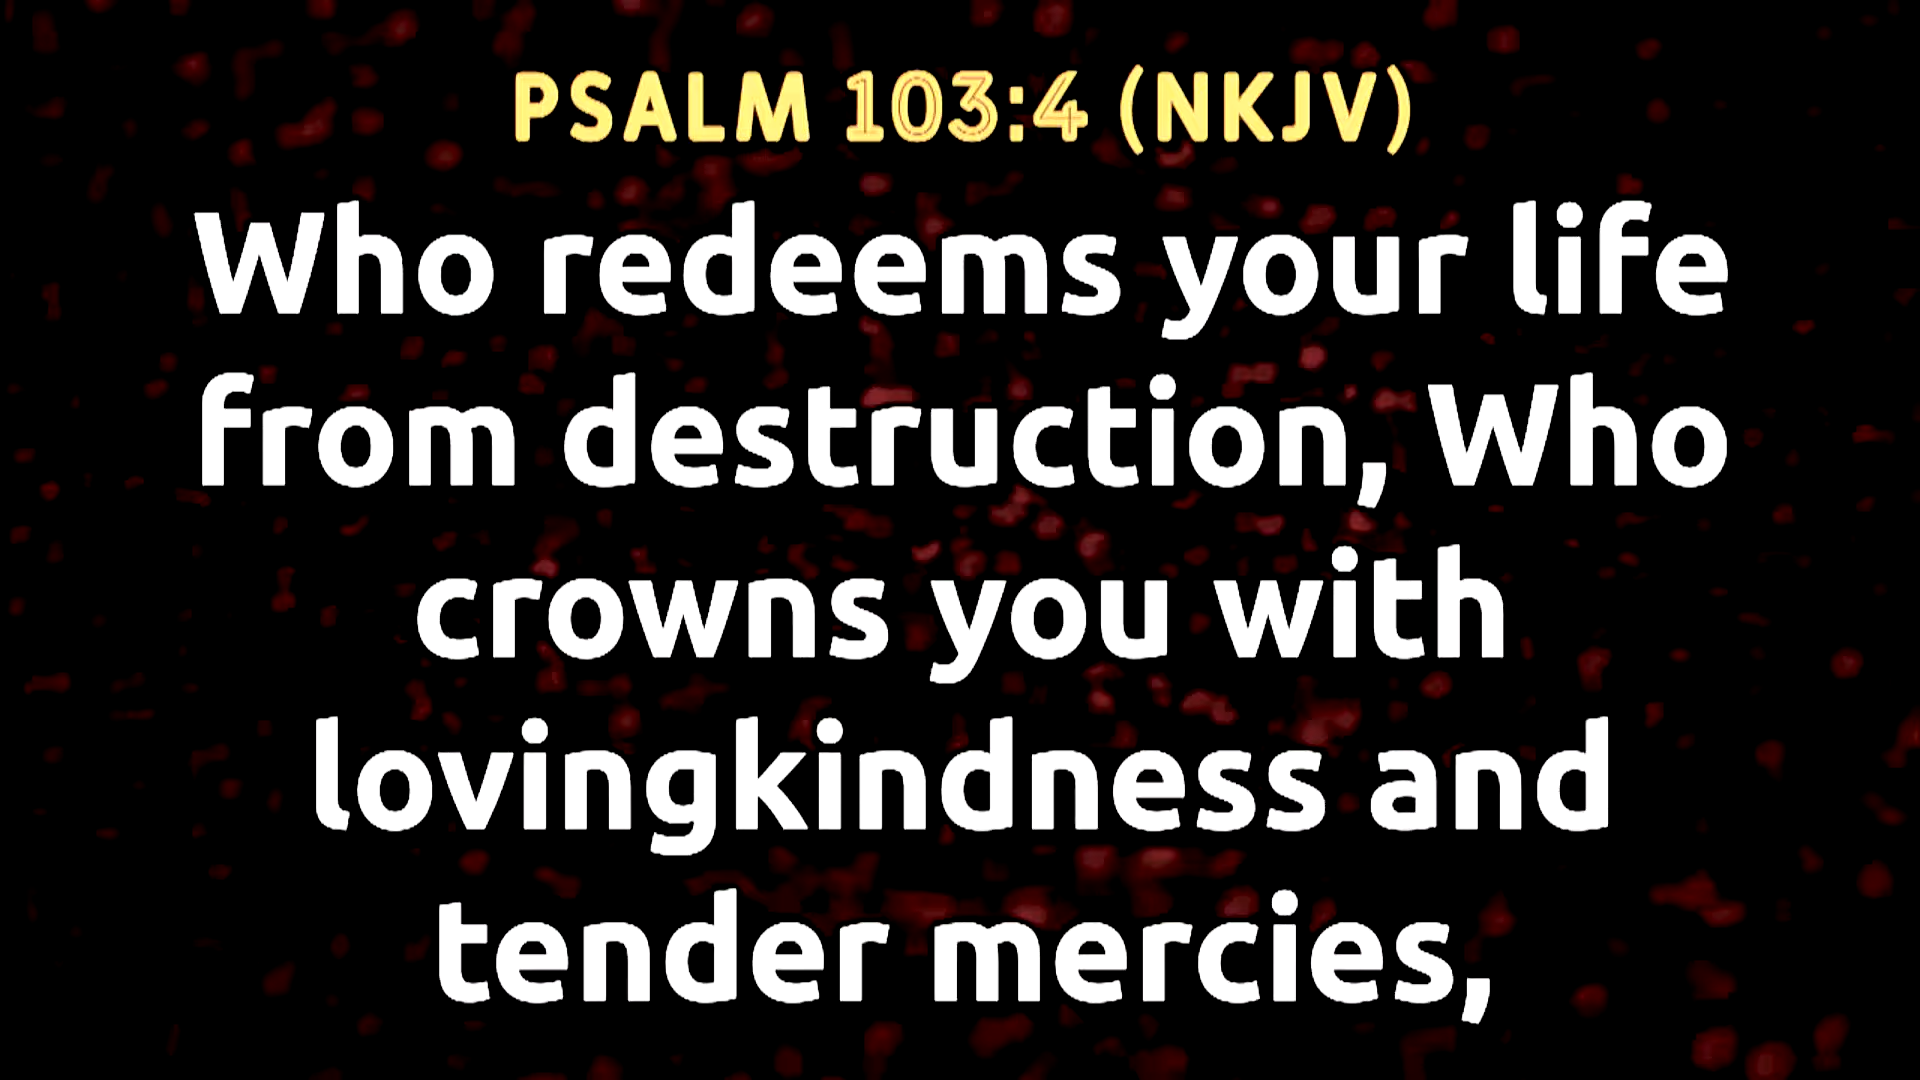 PSALM 103:4 (NKJV)
Who redeems your life
from destruction, Who
crowns you with
lovingkindness and
tender mercies,